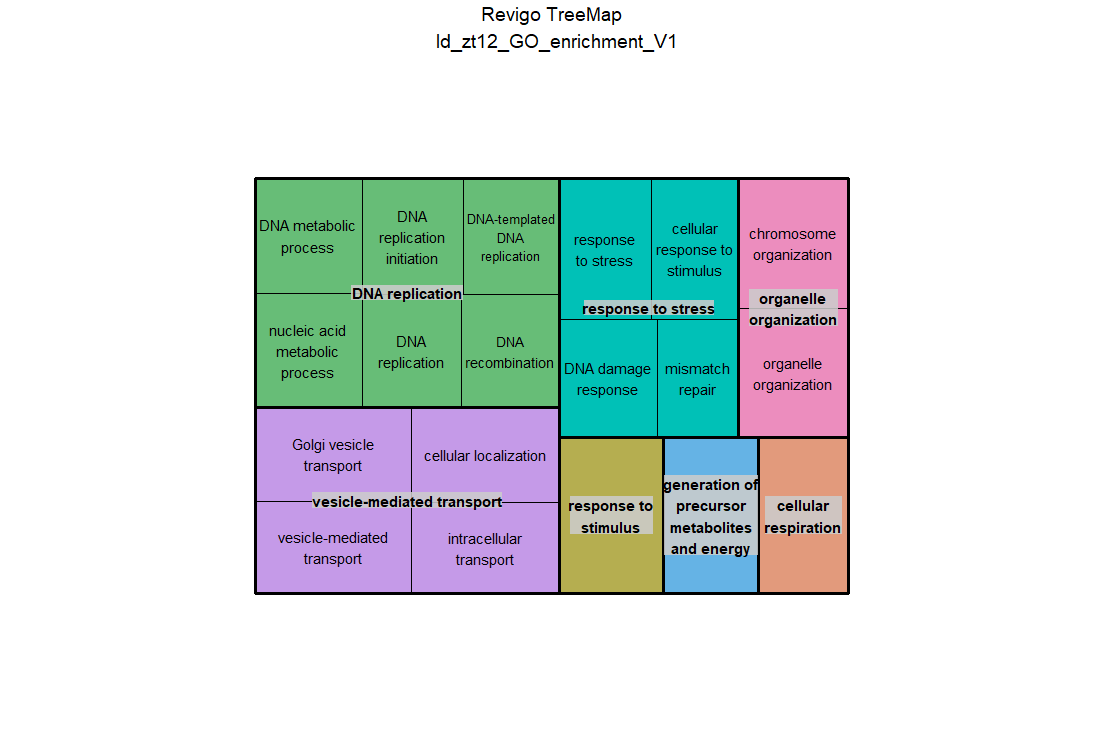 Revigo TreeMap
ld_zt12_GO_enrichment_V1
DNA metabolic
process
DNA
replication
initiation
DNA-templated
DNA
replication
DNA replication
nucleic acid
metabolic
process
DNA
replication
DNA
recombination
response
to stress
cellular
response to
stimulus
response to stress
DNA damage
response
mismatch
repair
chromosome
organization
organelle
organization
organelle
organization
Golgi vesicle
transport
cellular localization
vesicle-mediated transport
vesicle-mediated
transport
intracellular
transport
response to
stimulus
generation of
precursor
metabolites
and energy
cellular
respiration